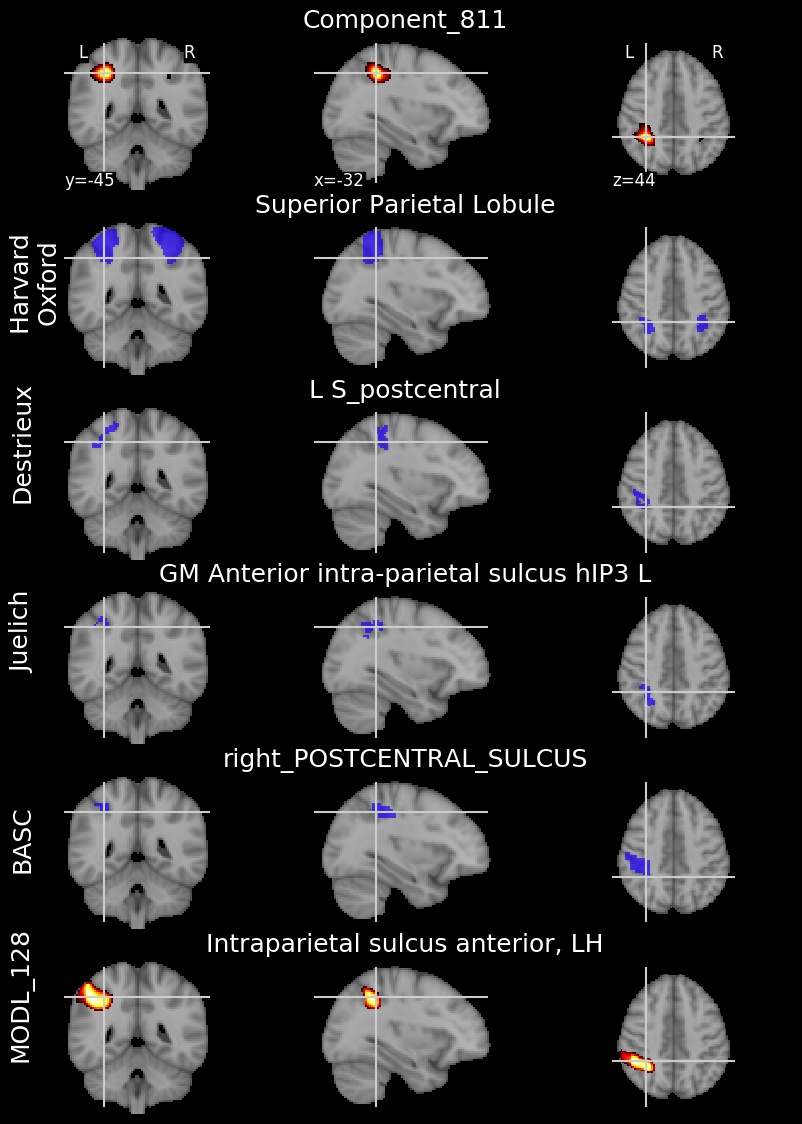 Component_811
L R
L R
y=-45
x=-32
z=44
Superior Parietal Lobule
Harvard
Oxford
L S_postcentral
Destrieux
GM Anterior intra-parietal sulcus hIP3 L
Juelich
right_POSTCENTRAL_SULCUS
BASC
Intraparietal sulcus anterior, LH
MODL_128